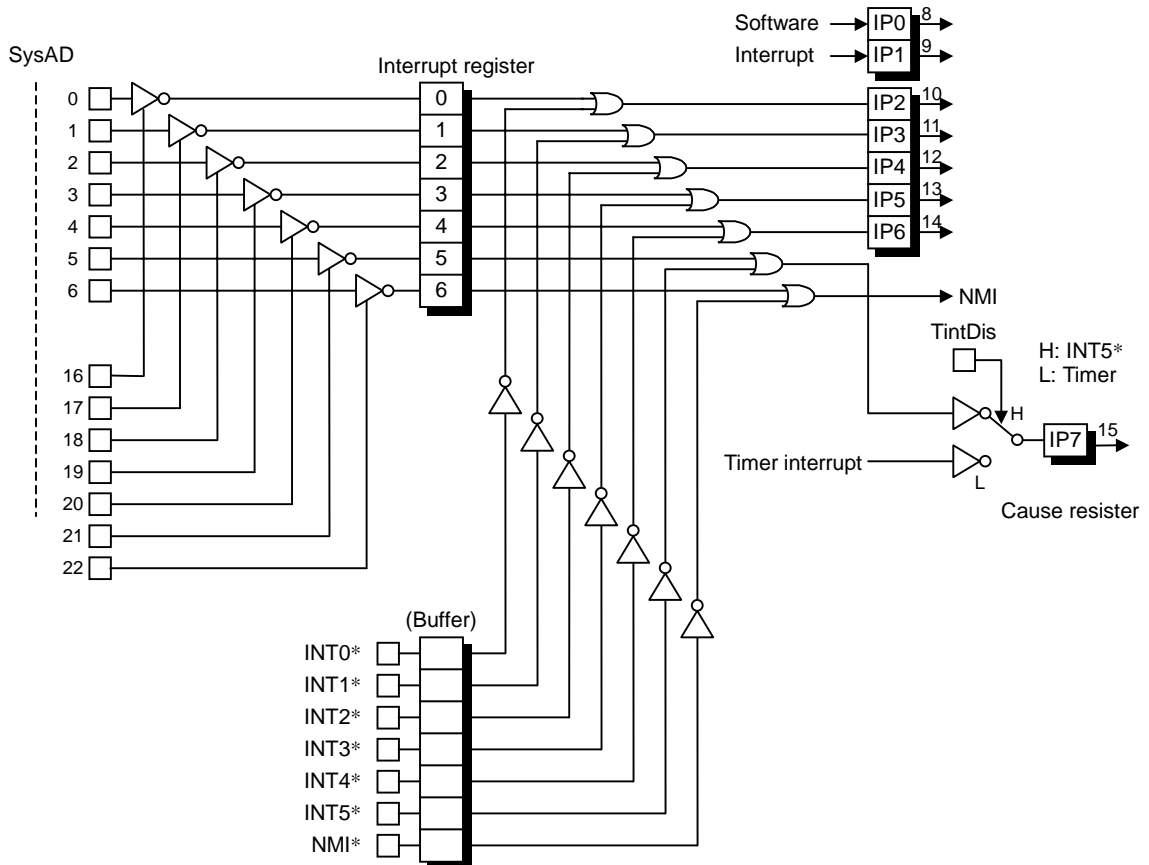 Software
IP0
8
Interrupt
IP1
9
SysAD
Interrupt register
0
0
IP2
10
1
1
IP3
11
2
2
IP4
12
3
3
IP5
13
4
4
IP6
14
5
5
6
6
NMI
TintDis
H: INT5*
L: Timer
16
17
H
18
IP7
15
19
Timer interrupt
L
20
Cause resister
21
22
(Buffer)
INT0*
INT1*
INT2*
INT3*
INT4*
INT5*
NMI*